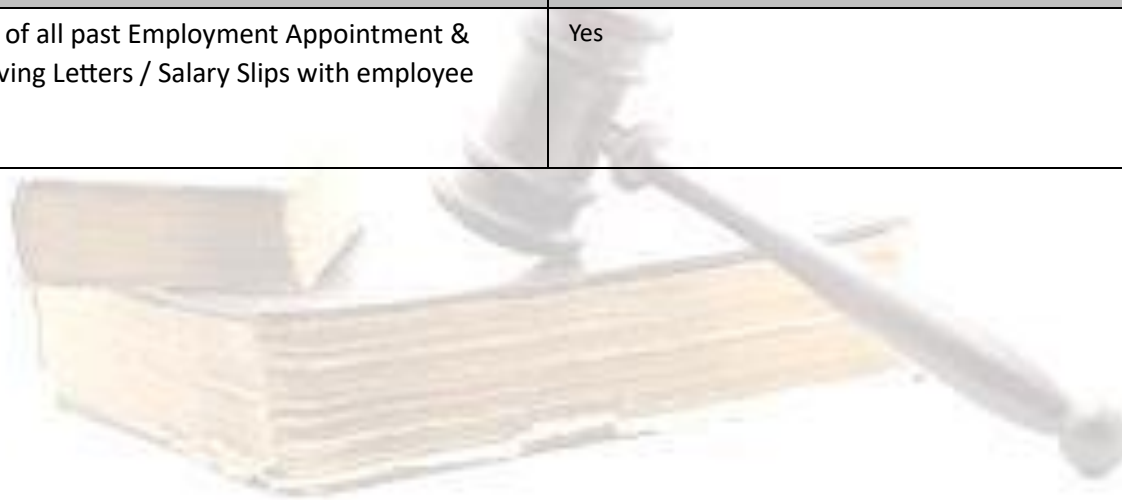 of all past Employment Appointment & Yes
ving Letters / Salary Slips with employee